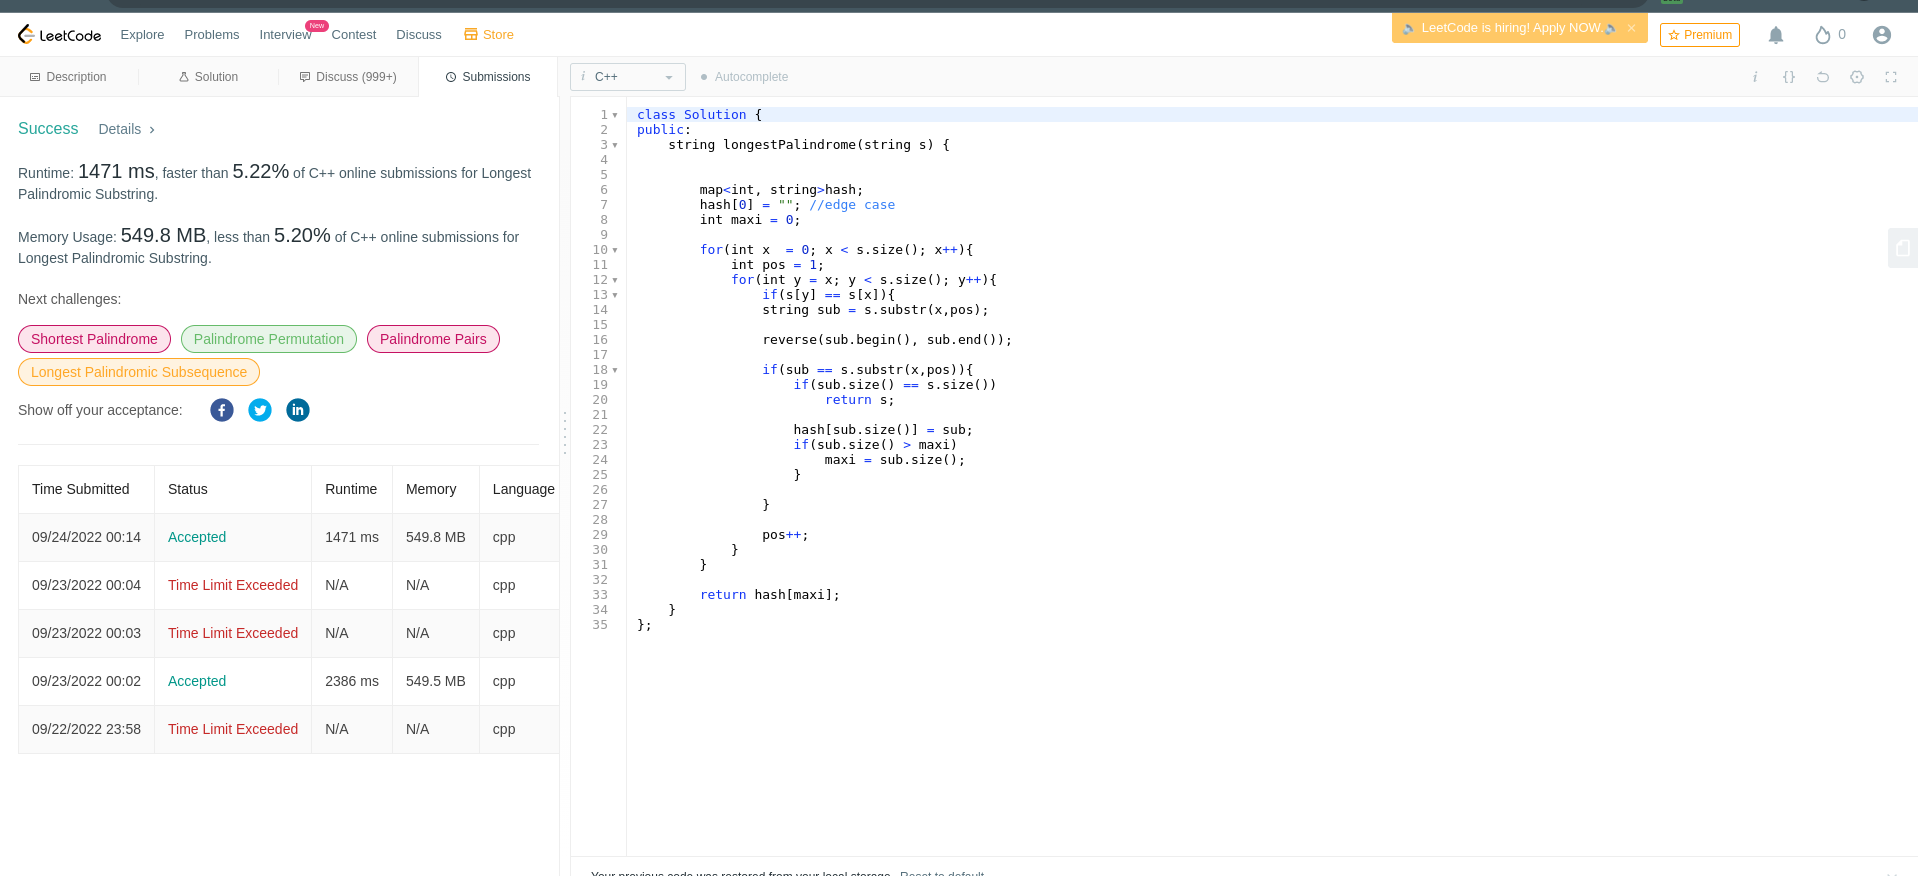 LeetCode Explore Problems Interview New Contest Discuss Store LeetCode is hiring! Apply NOW. × Premium 0
Description Solution Discuss (999+) Submissions i C++ Autocomplete i {}
Success Details >
Runtime: 1471 ms, faster than 5.22% of C++ online submissions for Longest
Palindromic Substring.
Memory Usage: 549.8 MB, less than 5.20% of C++ online submissions for
Longest Palindromic Substring.
Next challenges:
Shortest Palindrome Palindrome Permutation Palindrome Pairs
Longest Palindromic Subsequence
Show off your acceptance:
Time Submitted Status Runtime Memory Language
09/24/2022 00:14 Accepted 1471 ms 549.8 MB cpp
09/23/2022 00:04 Time Limit Exceeded N/A N/A cpp
09/23/2022 00:03 Time Limit Exceeded N/A N/A cpp
09/23/2022 00:02 Accepted 2386 ms 549.5 MB cpp
09/22/2022 23:58 Time Limit Exceeded N/A N/A cpp
1 class Solution {
2 public:
3     string longestPalindrome(string s) {
4
5
6         map<int, string>hash;
7         hash[0] = ""; //edge case
8         int maxi = 0;
9
10         for(int x  = 0; x < s.size(); x++){
11             int pos = 1;
12             for(int y = x; y < s.size(); y++){
13                 if(s[y] == s[x]){
14                 string sub = s.substr(x,pos);
15
16                 reverse(sub.begin(), sub.end());
17
18                 if(sub == s.substr(x,pos)){
19                     if(sub.size() == s.size())
20                         return s;
21
22                     hash[sub.size()] = sub;
23                     if(sub.size() > maxi)
24                         maxi = sub.size();
25                     }
26
27                 }
28
29                 pos++;
30             }
31         }
32
33         return hash[maxi];
34     }
35 };
Your previous code was restored from your local storage. Reset to default